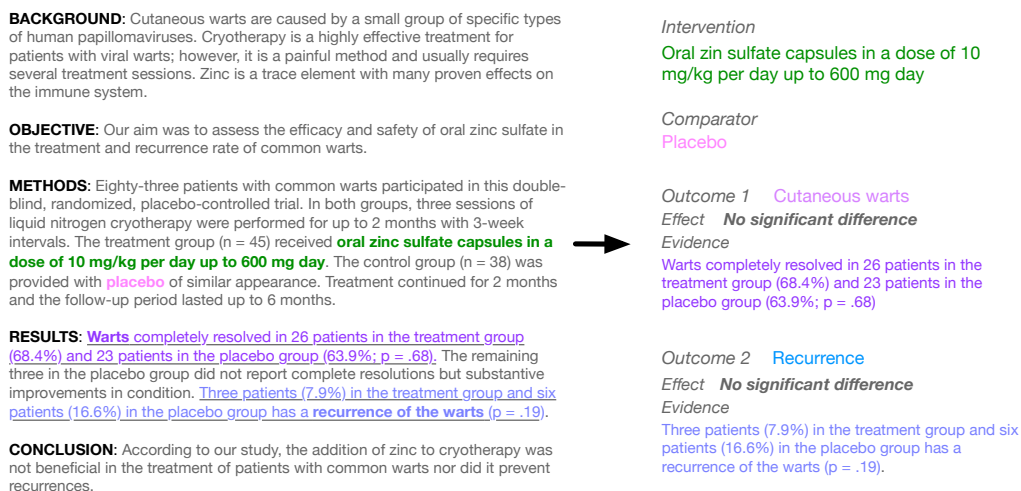 BACKGROUND: Cutaneous warts are caused by a small group of specific types
of human papillomaviruses. Cryotherapy is a highly effective treatment for
patients with viral warts; however, it is a painful method and usually requires
several treatment sessions. Zinc is a trace element with many proven effects on
the immune system.
OBJECTIVE: Our aim was to assess the efficacy and safety of oral zinc sulfate in
the treatment and recurrence rate of common warts.
METHODS: Eighty-three patients with common warts participated in this double-
blind, randomized, placebo-controlled trial. In both groups, three sessions of
liquid nitrogen cryotherapy were performed for up to 2 months with 3-week
intervals. The treatment group (n = 45) received oral zinc sulfate capsules in a
dose of 10 mg/kg per day up to 600 mg day. The control group (n = 38) was
provided with placebo of similar appearance. Treatment continued for 2 months
and the follow-up period lasted up to 6 months.
RESULTS: Warts completely resolved in 26 patients in the treatment group
(68.4%) and 23 patients in the placebo group (63.9%; p = .68). The remaining
three in the placebo group did not report complete resolutions but substantive
improvements in condition. Three patients (7.9%) in the treatment group and six
patients (16.6%) in the placebo group has a recurrence of the warts (p = .19).
CONCLUSION: According to our study, the addition of zinc to cryotherapy was
not beneficial in the treatment of patients with common warts nor did it prevent
recurrences.
Intervention
Oral zin sulfate capsules in a dose of 10
mg/kg per day up to 600 mg day
Comparator
Placebo
Outcome 1 Cutaneous warts
Effect No significant difference
Evidence
Warts completely resolved in 26 patients in the
treatment group (68.4%) and 23 patients in the
placebo group (63.9%; p = .68)
Outcome 2 Recurrence
Effect No significant difference
Evidence
Three patients (7.9%) in the treatment group and six
patients (16.6%) in the placebo group has a
recurrence of the warts (p = .19).